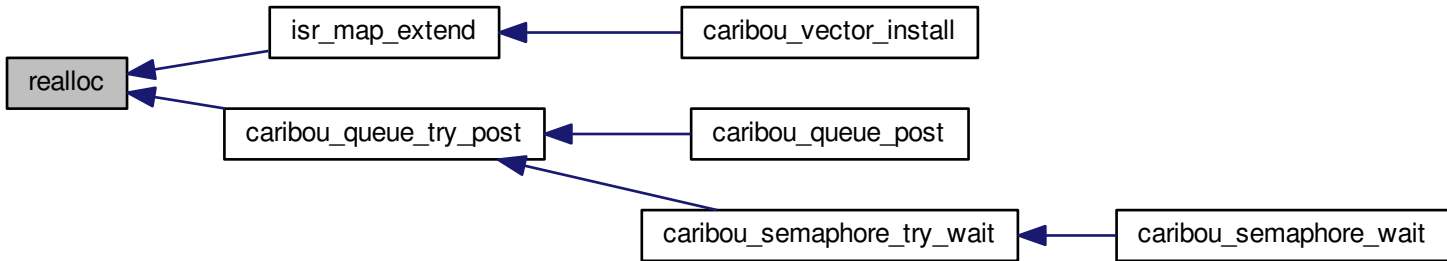 isr_map_extend
caribou_vector_install
realloc
caribou_queue_try_post
caribou_queue_post
caribou_semaphore_try_wait
caribou_semaphore_wait